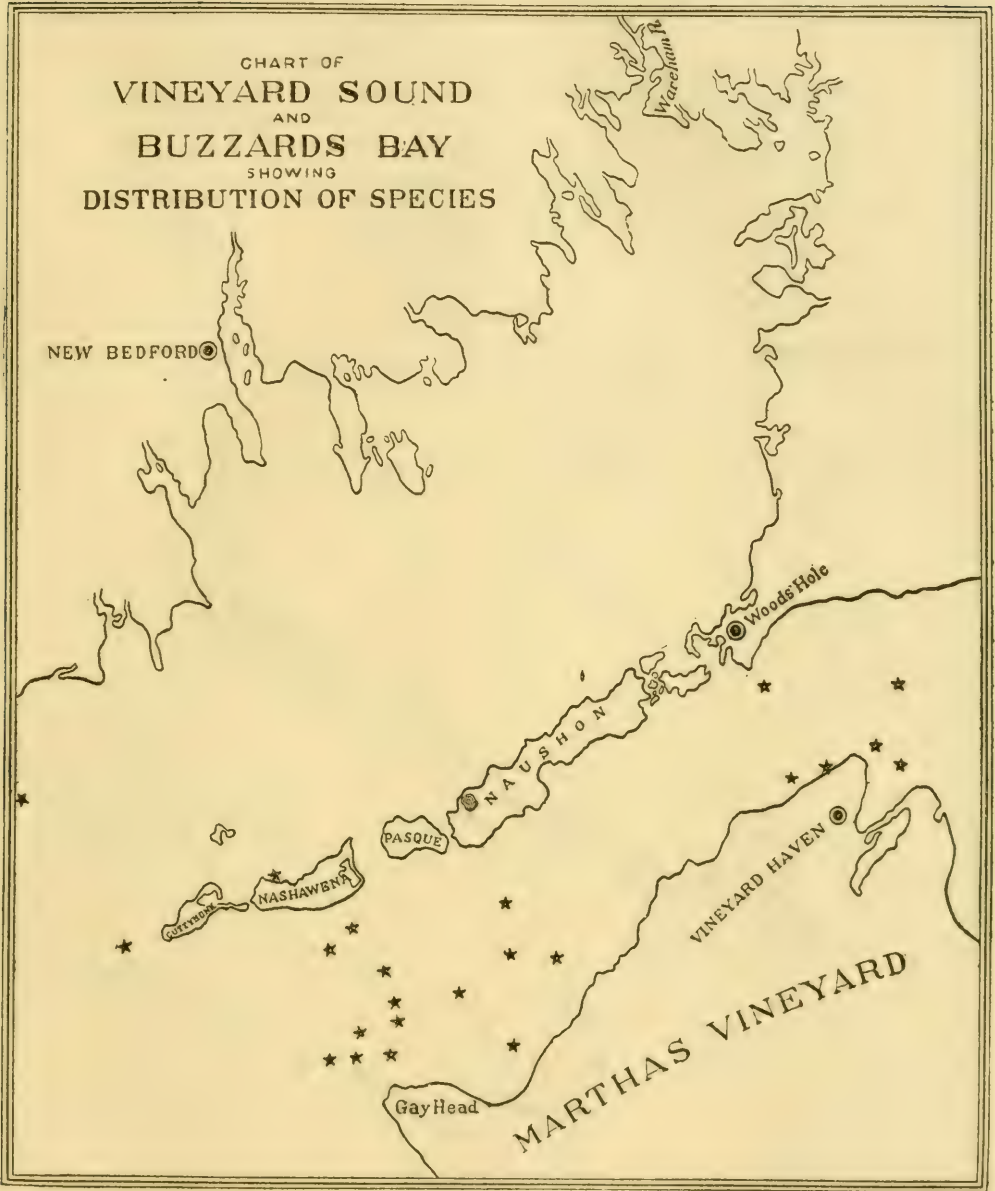 CHART OF
VINEYARD SOUND
AND
BUZZARDS BAY
SHOWING
DISTRIBUTION OF SPECIES
Wareham R.
NEW BEDFORD
Woods Hole
NAUSHON
PASQUE
NASHAWENA
CUTTYHUNK
VINEYARD HAVEN
MARTHAS VINEYARD
Gay Head